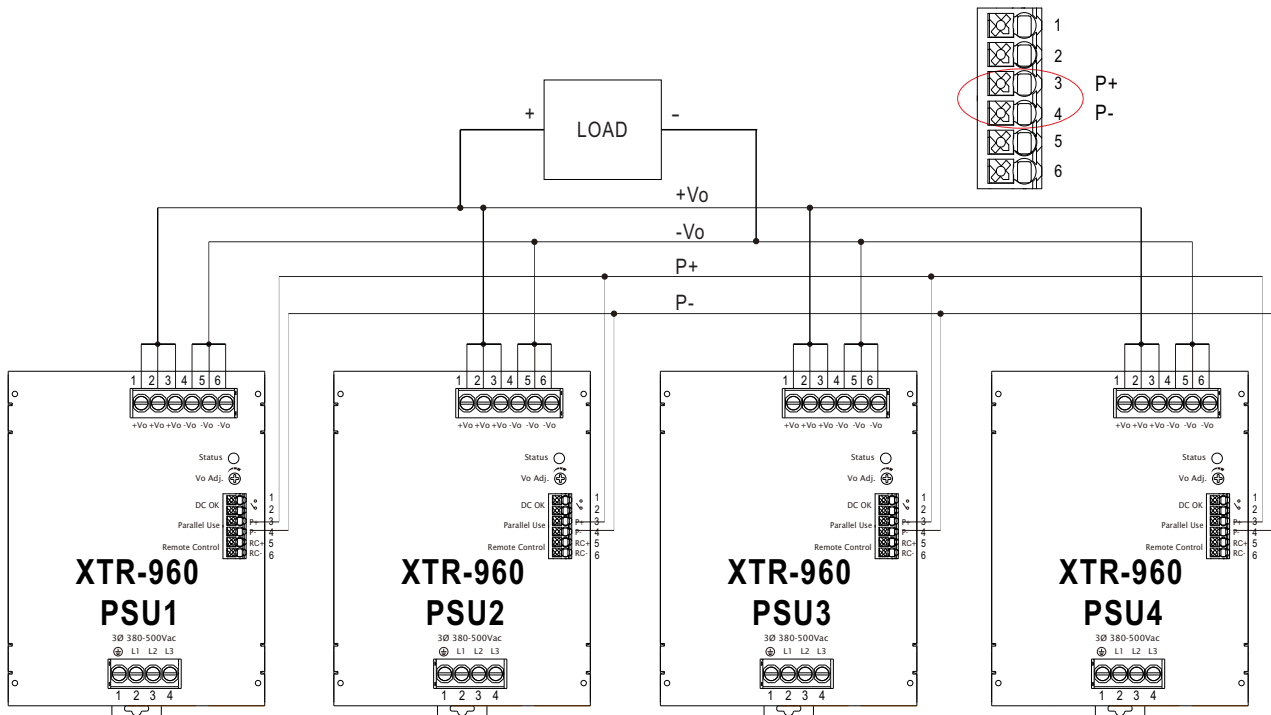 1
2
3 P+
4 P-
5
6
+ LOAD -
+Vo
-Vo
P+
P-
1 2 3 4 5 6
+Vo +Vo +Vo -Vo -Vo -Vo
Status
Vo Adj.
DC OK
1
2
Parallel Use
P+ 3
P- 4
Remote Control
RC+ 5
RC- 6
XTR-960
PSU1
3Ø 380-500Vac
L1 L2 L3
1 2 3 4
1 2 3 4 5 6
+Vo +Vo +Vo -Vo -Vo -Vo
Status
Vo Adj.
DC OK
1
2
Parallel Use
P+ 3
P- 4
Remote Control
RC+ 5
RC- 6
XTR-960
PSU2
3Ø 380-500Vac
L1 L2 L3
1 2 3 4
1 2 3 4 5 6
+Vo +Vo +Vo -Vo -Vo -Vo
Status
Vo Adj.
DC OK
1
2
Parallel Use
P+ 3
P- 4
Remote Control
RC+ 5
RC- 6
XTR-960
PSU3
3Ø 380-500Vac
L1 L2 L3
1 2 3 4
1 2 3 4 5 6
+Vo +Vo +Vo -Vo -Vo -Vo
Status
Vo Adj.
DC OK
1
2
Parallel Use
P+ 3
P- 4
Remote Control
RC+ 5
RC- 6
XTR-960
PSU4
3Ø 380-500Vac
L1 L2 L3
1 2 3 4